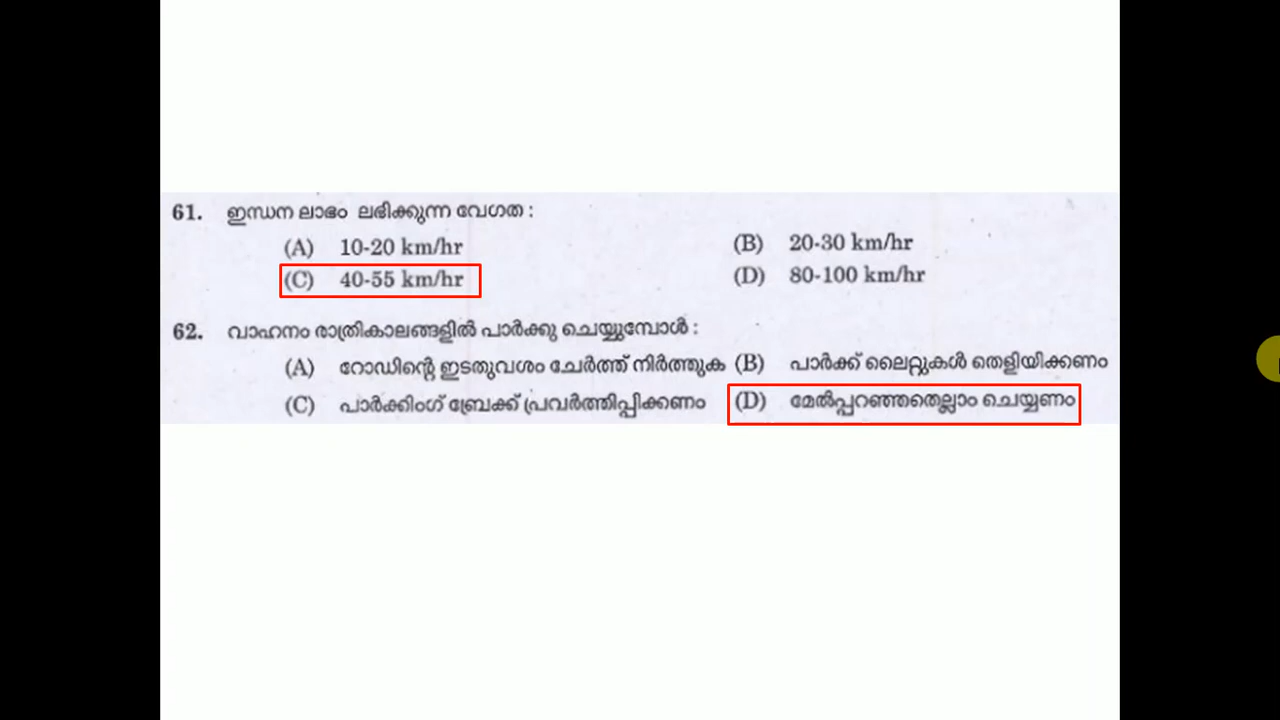 61. ഇന്ധന ലാഭം ലഭിക്കുന്ന വേഗത :
(A) 10-20 km/hr (B) 20-30 km/hr
(C) 40-55 km/hr (D) 80-100 km/hr
62. വാഹനം രാത്രികാലങ്ങളിൽ പാർക്കു ചെയ്യുമ്പോൾ :
(A) റോഡിന്റെ ഇടതുവശം ചേർത്ത് നിർത്തുക (B) പാർക്ക് ലൈറ്റുകൾ തെളിയിക്കണം
(C) പാർക്കിംഗ് ബ്രേക്ക് പ്രവർത്തിപ്പിക്കണം (D) മേൽപ്പറഞ്ഞതെല്ലാം ചെയ്യണം